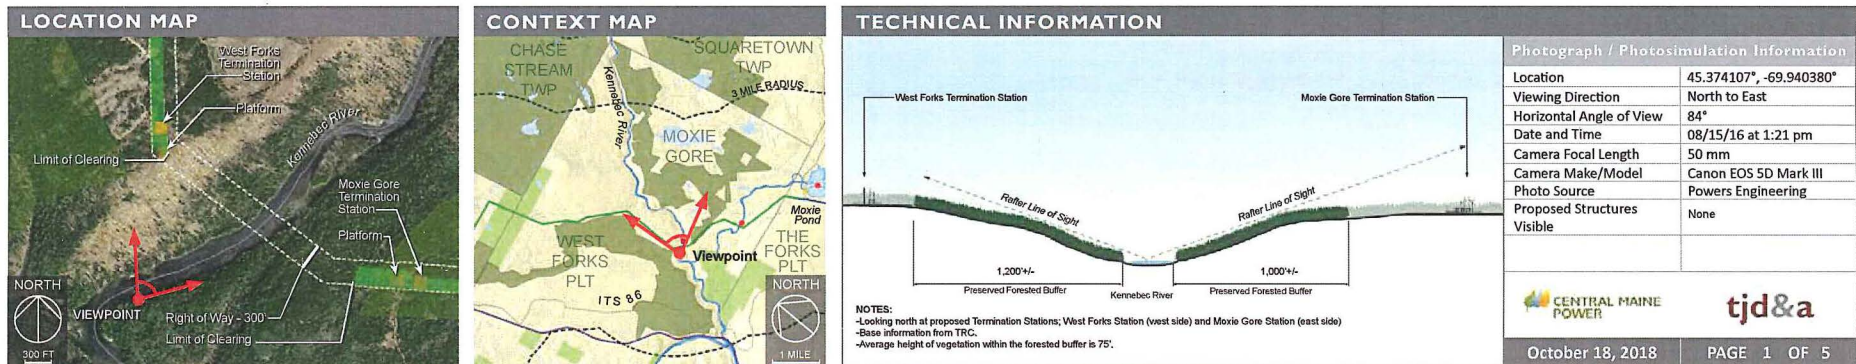 LOCATION MAP
West Forks
Termination
Station
Platform
Kennebec River
Limit of Clearing
Moxie Gore
Termination
Station
Platform
NORTH
VIEWPOINT
Right of Way - 300'
Limit of Clearing
300 FT
CONTEXT MAP
CHASE
STREAM
TWP
SQUARETOWN
TWP
Kennebec River
3 MILE RADIUS
MOXIE
GORE
Moxie
Pond
WEST
FORKS
PLT
Viewpoint
THE
FORKS
PLT
ITS 86
NORTH
1 MILE
TECHNICAL INFORMATION
West Forks Termination Station
Moxie Gore Termination Station
Rafter Line of Sight
Rafter Line of Sight
1,200'+/-
1,000'+/-
Preserved Forested Buffer
Kennebec River
Preserved Forested Buffer
NOTES:
-Looking north at proposed Termination Stations; West Forks Station (west side) and Moxie Gore Station (east side)
-Base information from TRC.
-Average height of vegetation within the forested buffer is 75'.
Photograph / Photosimulation Information
Location 45.374107°, -69.940380°
Viewing Direction North to East
Horizontal Angle of View 84°
Date and Time 08/15/16 at 1:21 pm
Camera Focal Length 50 mm
Camera Make/Model Canon EOS 5D Mark III
Photo Source Powers Engineering
Proposed Structures None
Visible
CENTRAL MAINE
POWER
tjd&a
October 18, 2018 PAGE 1 OF 5